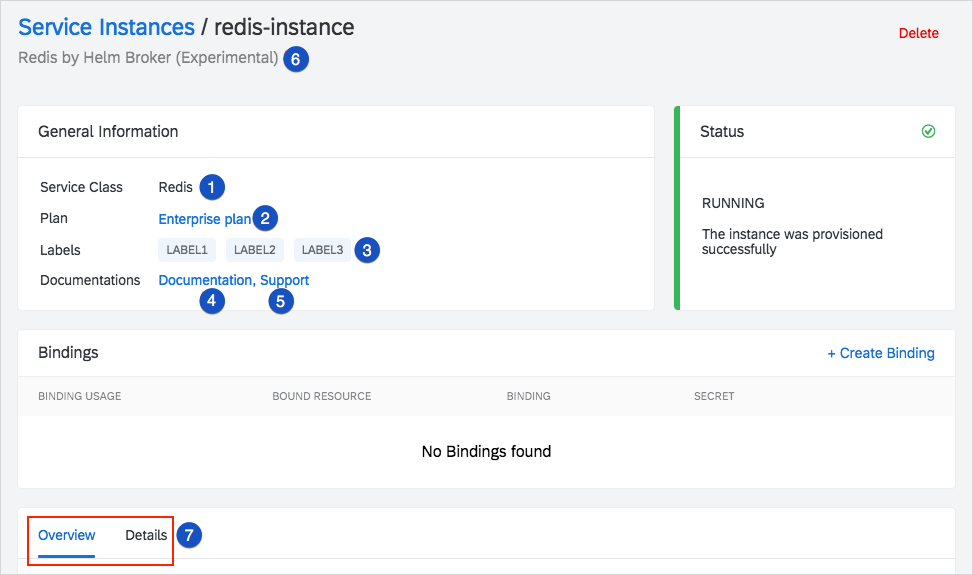 Service Instances / redis-instance
Delete
Redis by Helm Broker (Experimental) 6
General Information
Service Class Redis 1
Plan Enterprise plan 2
Labels LABEL1 LABEL2 LABEL3 3
Documentations Documentation, Support
4 5
Status
RUNNING
The instance was provisioned
successfully
Bindings + Create Binding
BINDING USAGE BOUND RESOURCE BINDING SECRET
No Bindings found
Overview Details 7